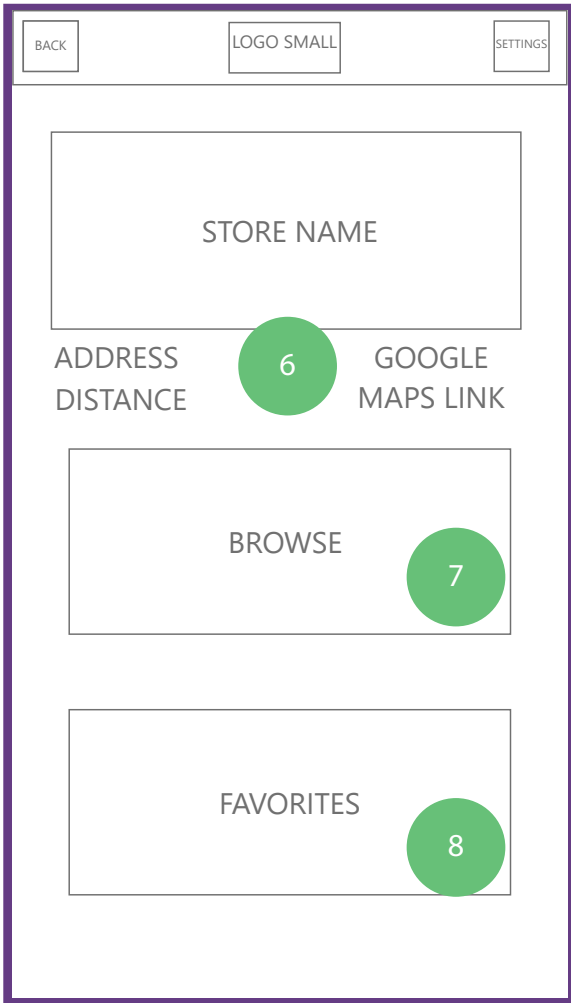 BACK
LOGO SMALL
SETTINGS
STORE NAME
ADDRESS
DISTANCE
6
GOOGLE
MAPS LINK
BROWSE
7
FAVORITES
8